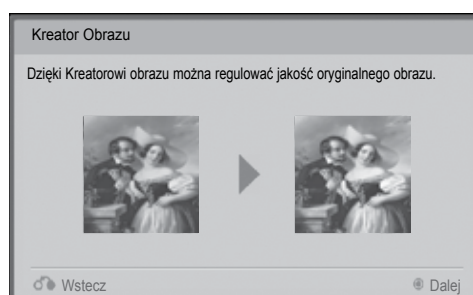 Kreator Obrazu
Dzięki Kreatorowi obrazu można regulować jakość oryginalnego obrazu.
Wstecz
Dalej